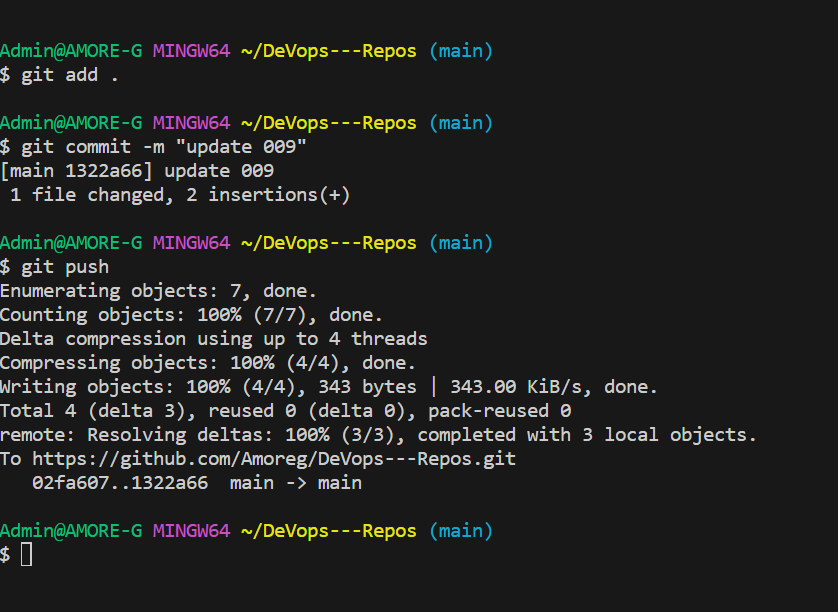 Admin@AMORE-G MINGW64 ~/DeVops---Repos (main)
$ git add .
Admin@AMORE-G MINGW64 ~/DeVops---Repos (main)
$ git commit -m "update 009"
[main 1322a66] update 009
 1 file changed, 2 insertions(+)
Admin@AMORE-G MINGW64 ~/DeVops---Repos (main)
$ git push
Enumerating objects: 7, done.
Counting objects: 100% (7/7), done.
Delta compression using up to 4 threads
Compressing objects: 100% (4/4), done.
Writing objects: 100% (4/4), 343 bytes | 343.00 KiB/s, done.
Total 4 (delta 3), reused 0 (delta 0), pack-reused 0
remote: Resolving deltas: 100% (3/3), completed with 3 local objects.
To https://github.com/Amoreg/DeVops---Repos.git
   02fa607..1322a66  main -> main
Admin@AMORE-G MINGW64 ~/DeVops---Repos (main)
$